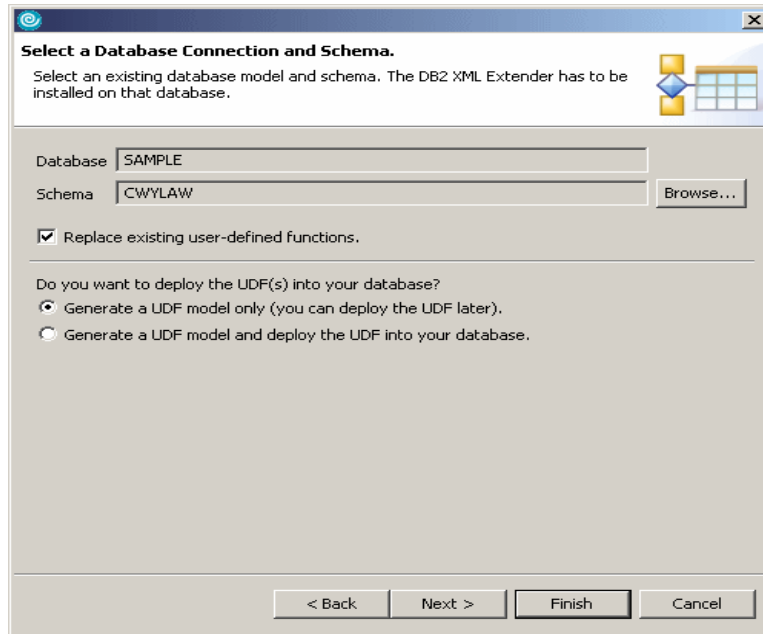 Select a Database Connection and Schema.
Select an existing database model and schema. The DB2 XML Extender has to be
installed on that database.
Database SAMPLE
Schema CWYLAW Browse...
Replace existing user-defined functions.
Do you want to deploy the UDF(s) into your database?
Generate a UDF model only (you can deploy the UDF later).
Generate a UDF model and deploy the UDF into your database.
< Back Next > Finish Cancel